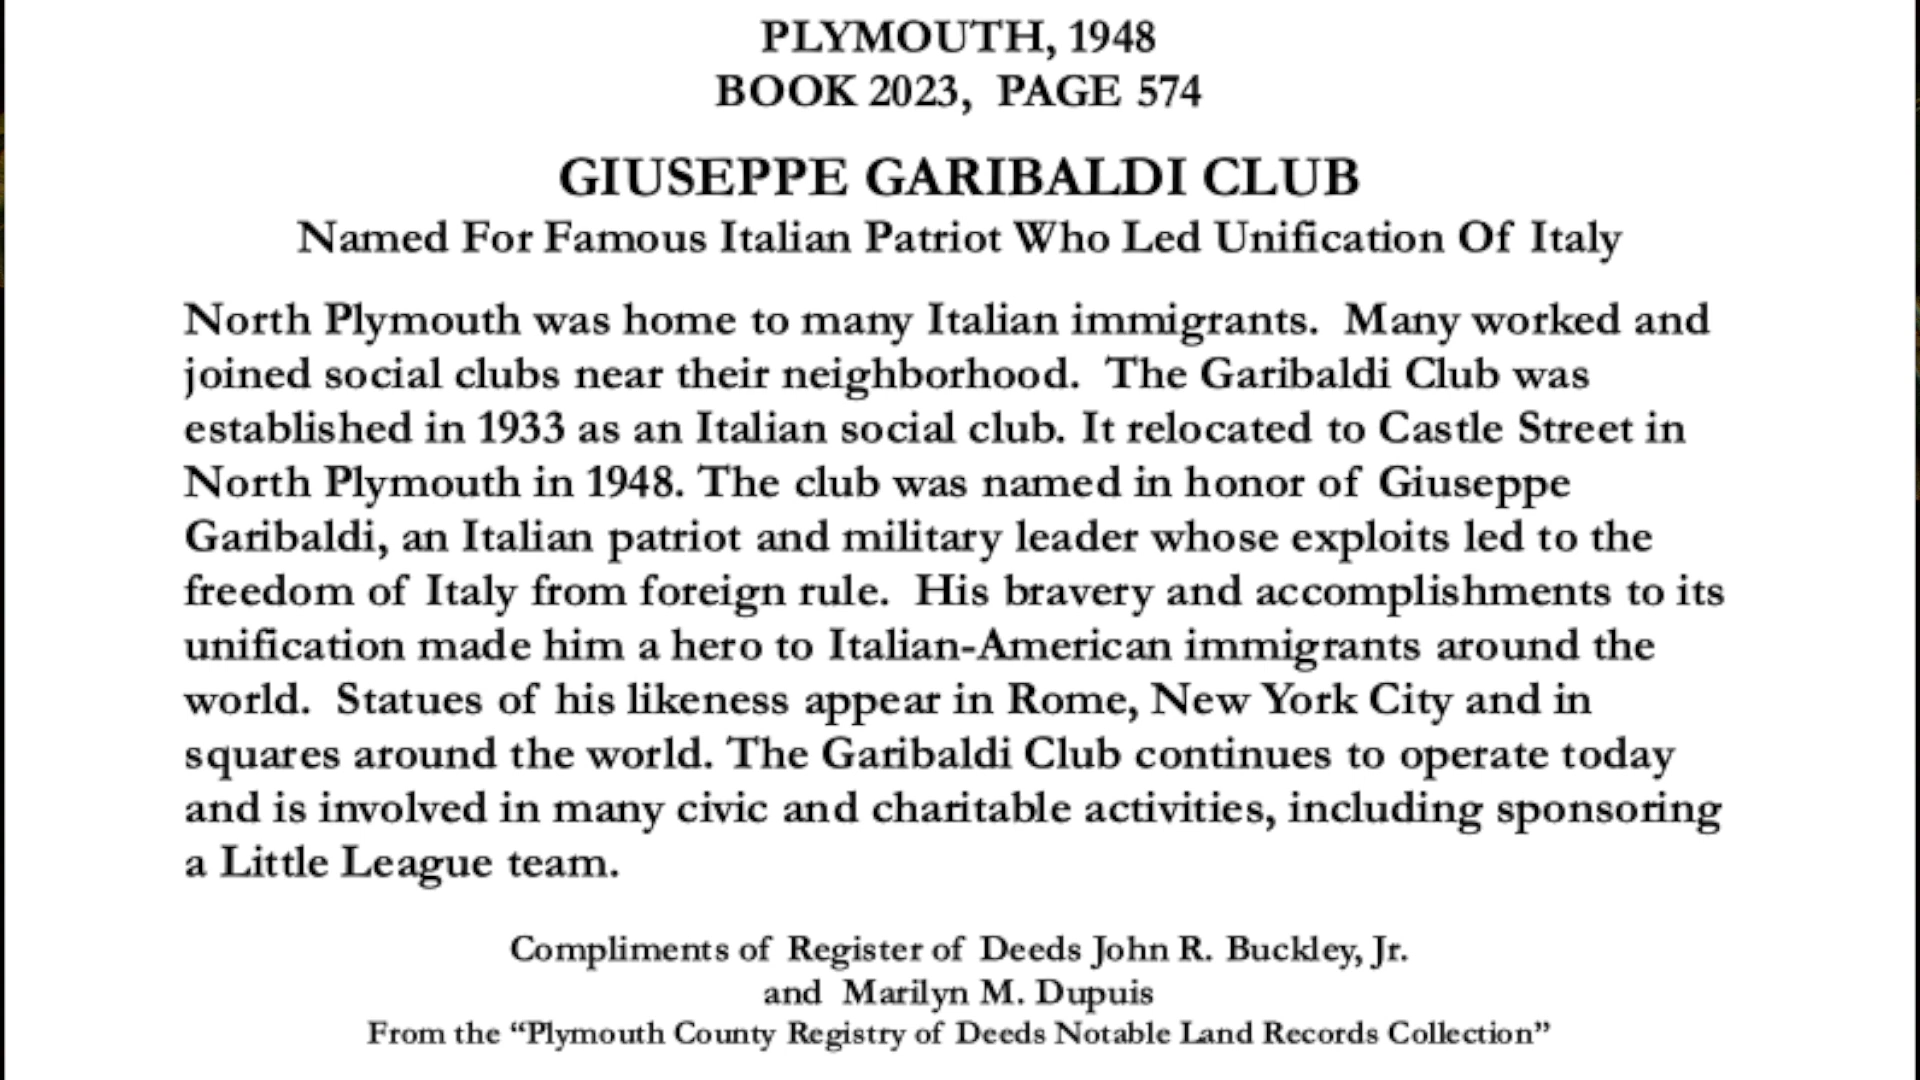 PLYMOUTH, 1948
BOOK 2023, PAGE 574
GIUSEPPE GARIBALDI CLUB
Named For Famous Italian Patriot Who Led Unification Of Italy
North Plymouth was home to many Italian immigrants. Many worked and
joined social clubs near their neighborhood. The Garibaldi Club was
established in 1933 as an Italian social club. It relocated to Castle Street in
North Plymouth in 1948. The club was named in honor of Giuseppe
Garibaldi, an Italian patriot and military leader whose exploits led to the
freedom of Italy from foreign rule. His bravery and accomplishments to its
unification made him a hero to Italian-American immigrants around the
world. Statues of his likeness appear in Rome, New York City and in
squares around the world. The Garibaldi Club continues to operate today
and is involved in many civic and charitable activities, including sponsoring
a Little League team.
Compliments of Register of Deeds John R. Buckley, Jr.
and Marilyn M. Dupuis
From the “Plymouth County Registry of Deeds Notable Land Records Collection”